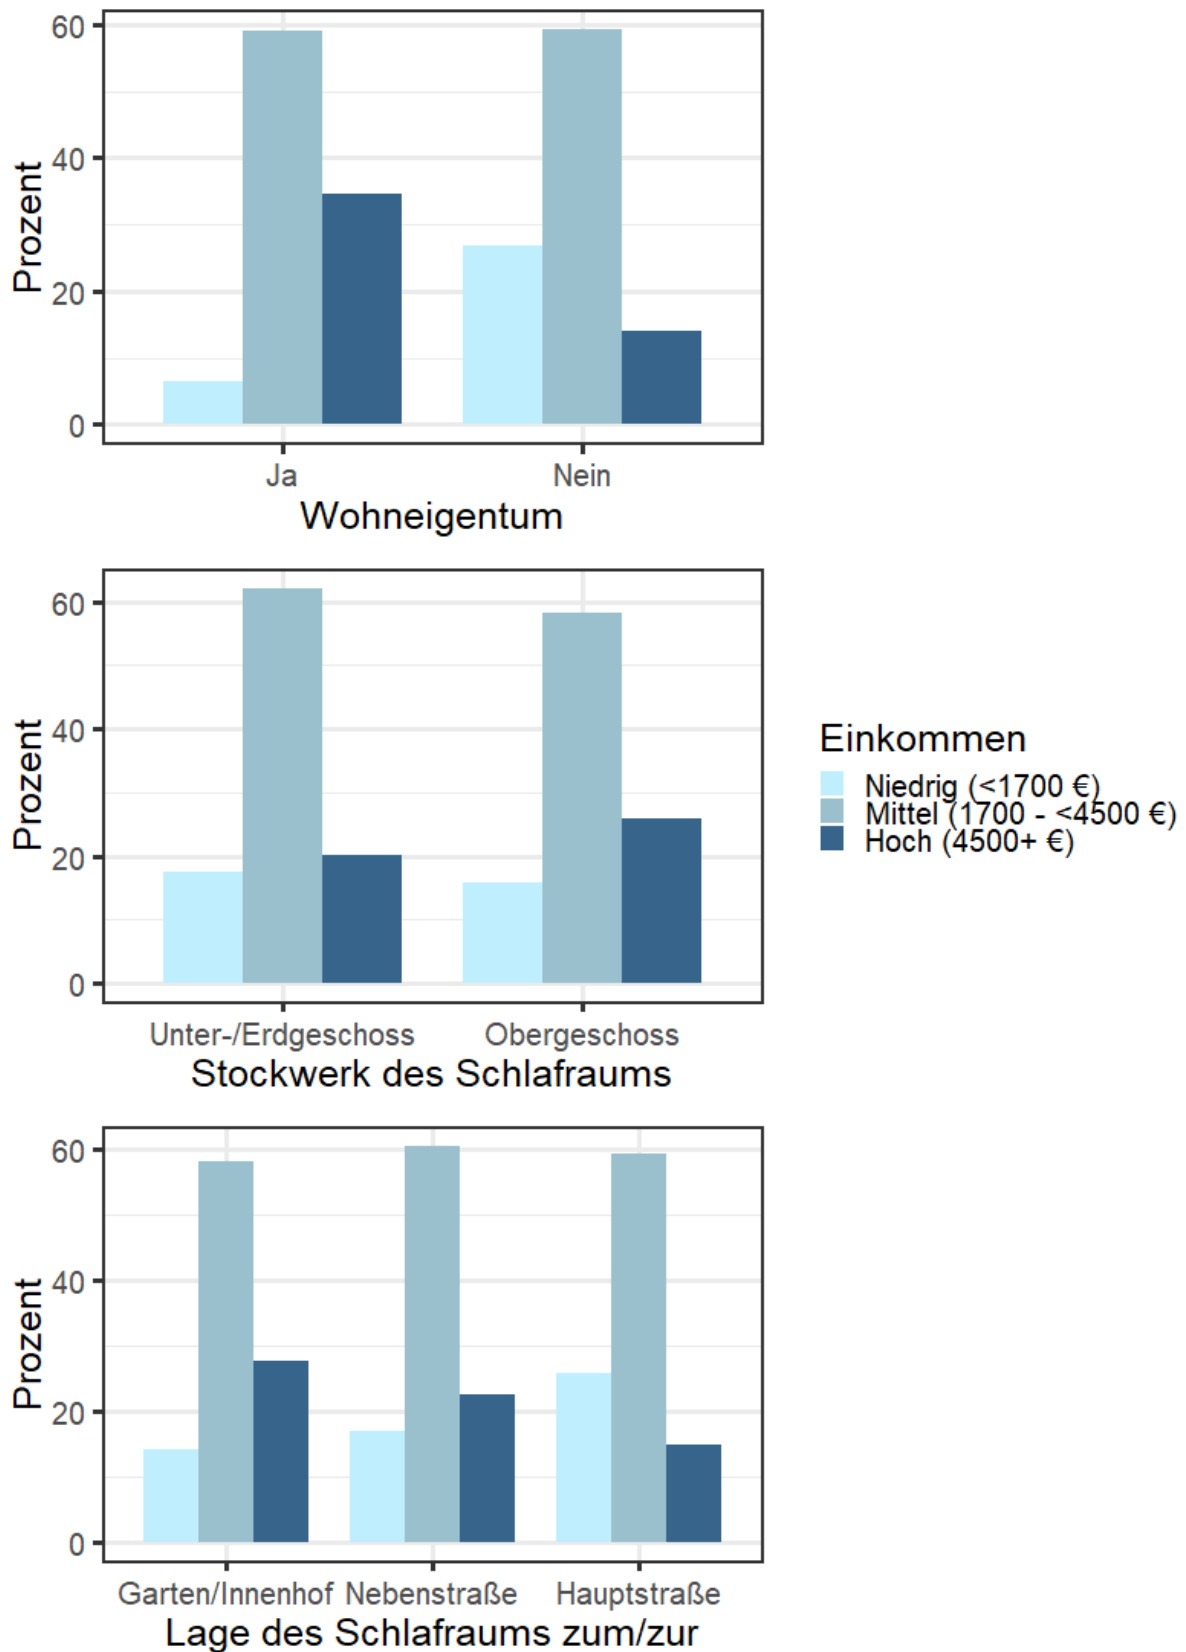 60
40
20
0
Prozent
Ja Nein
Wohneigentum
60
40
20
0
Prozent
Unter-/Erdgeschoss Obergeschoss
Stockwerk des Schlafraums
Einkommen
Niedrig (<1700 €)
Mittel (1700 - <4500 €)
Hoch (4500+ €)
60
40
20
0
Prozent
Garten/Innenhof Nebenstraße Hauptstraße
Lage des Schlafraums zum/zur